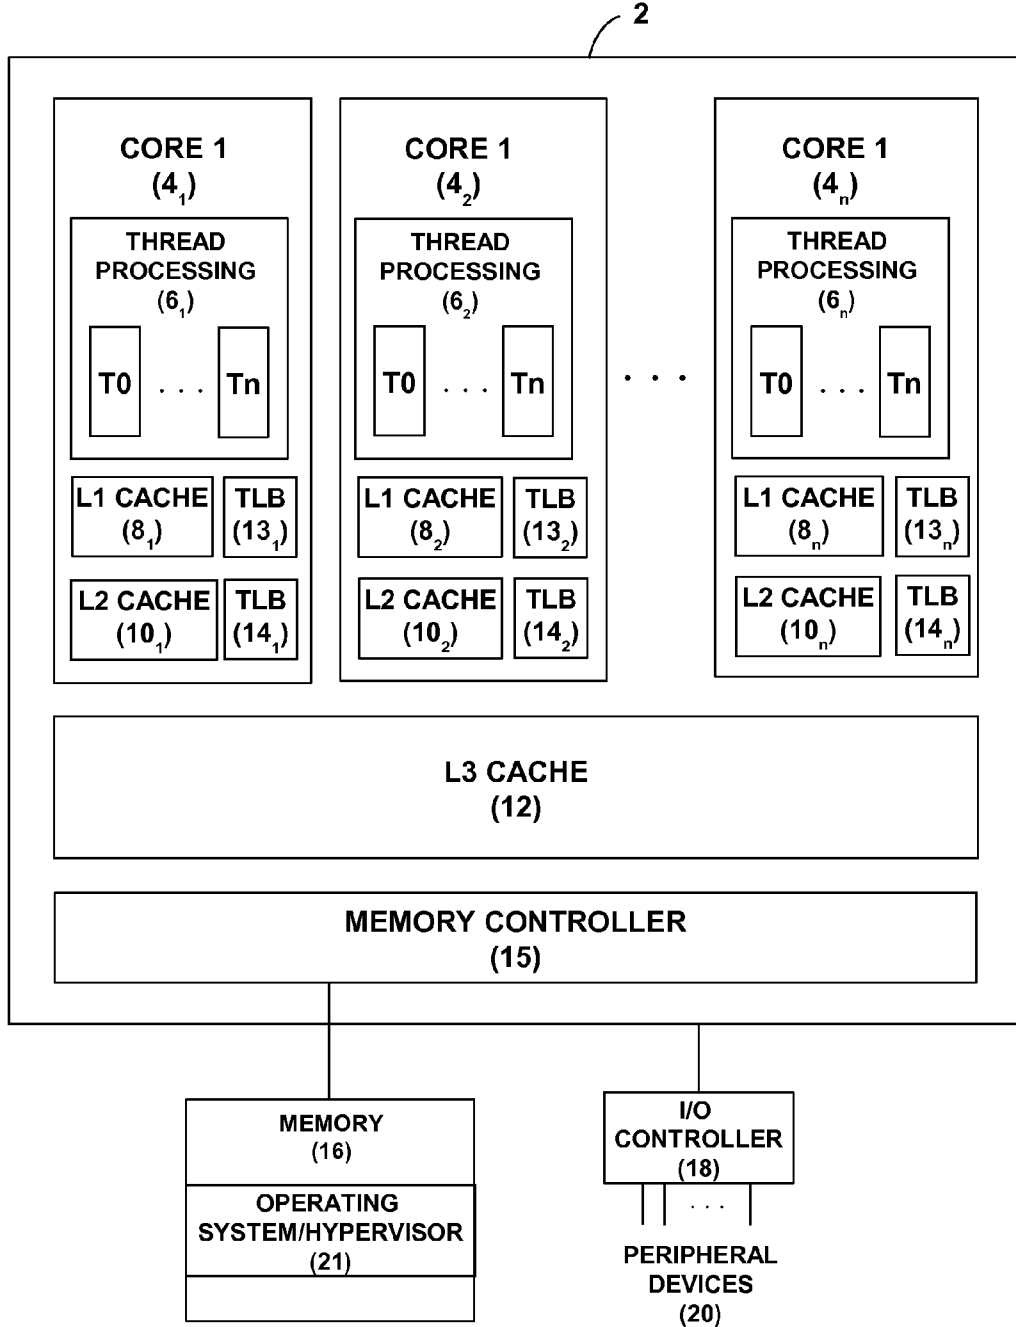 2
CORE 1
(4₁)
THREAD
PROCESSING
(6₁)
T0 . . . Tn
L1 CACHE
(8₁)
TLB
(13₁)
L2 CACHE
(10₁)
TLB
(14₁)
CORE 1
(4₂)
THREAD
PROCESSING
(6₂)
T0 . . . Tn
L1 CACHE
(8₂)
TLB
(13₂)
L2 CACHE
(10₂)
TLB
(14₂)
. . .
CORE 1
(4ₙ)
THREAD
PROCESSING
(6ₙ)
T0 . . . Tn
L1 CACHE
(8ₙ)
TLB
(13ₙ)
L2 CACHE
(10ₙ)
TLB
(14ₙ)
L3 CACHE
(12)
MEMORY CONTROLLER
(15)
MEMORY
(16)
OPERATING
SYSTEM/HYPERVISOR
(21)
I/O
CONTROLLER
(18)
. . .
PERIPHERAL
DEVICES
(20)